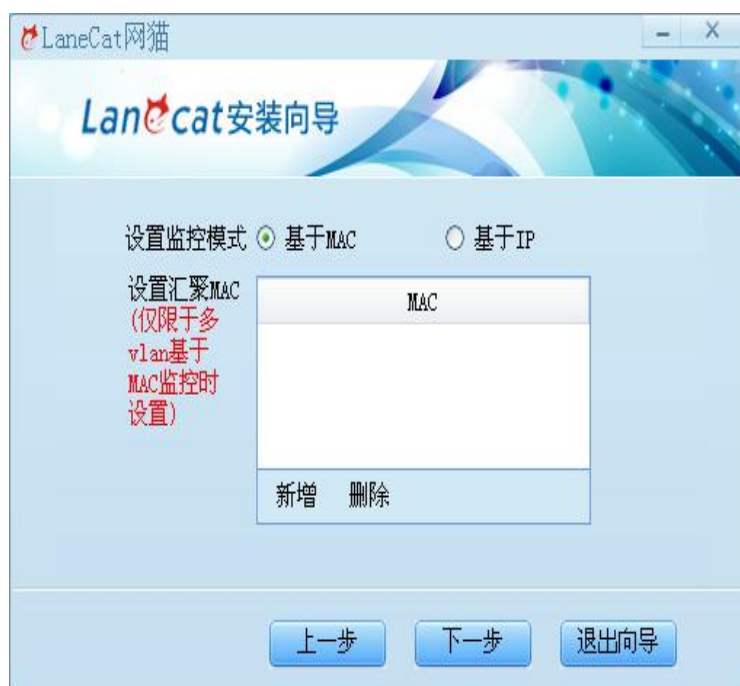 LaneCat网猫
Lanecat安装向导
设置监控模式 基于MAC 基于IP
设置汇聚MAC
(仅限于多
vlan基于
MAC监控时
设置)
MAC
新增 删除
上一步 下一步 退出向导